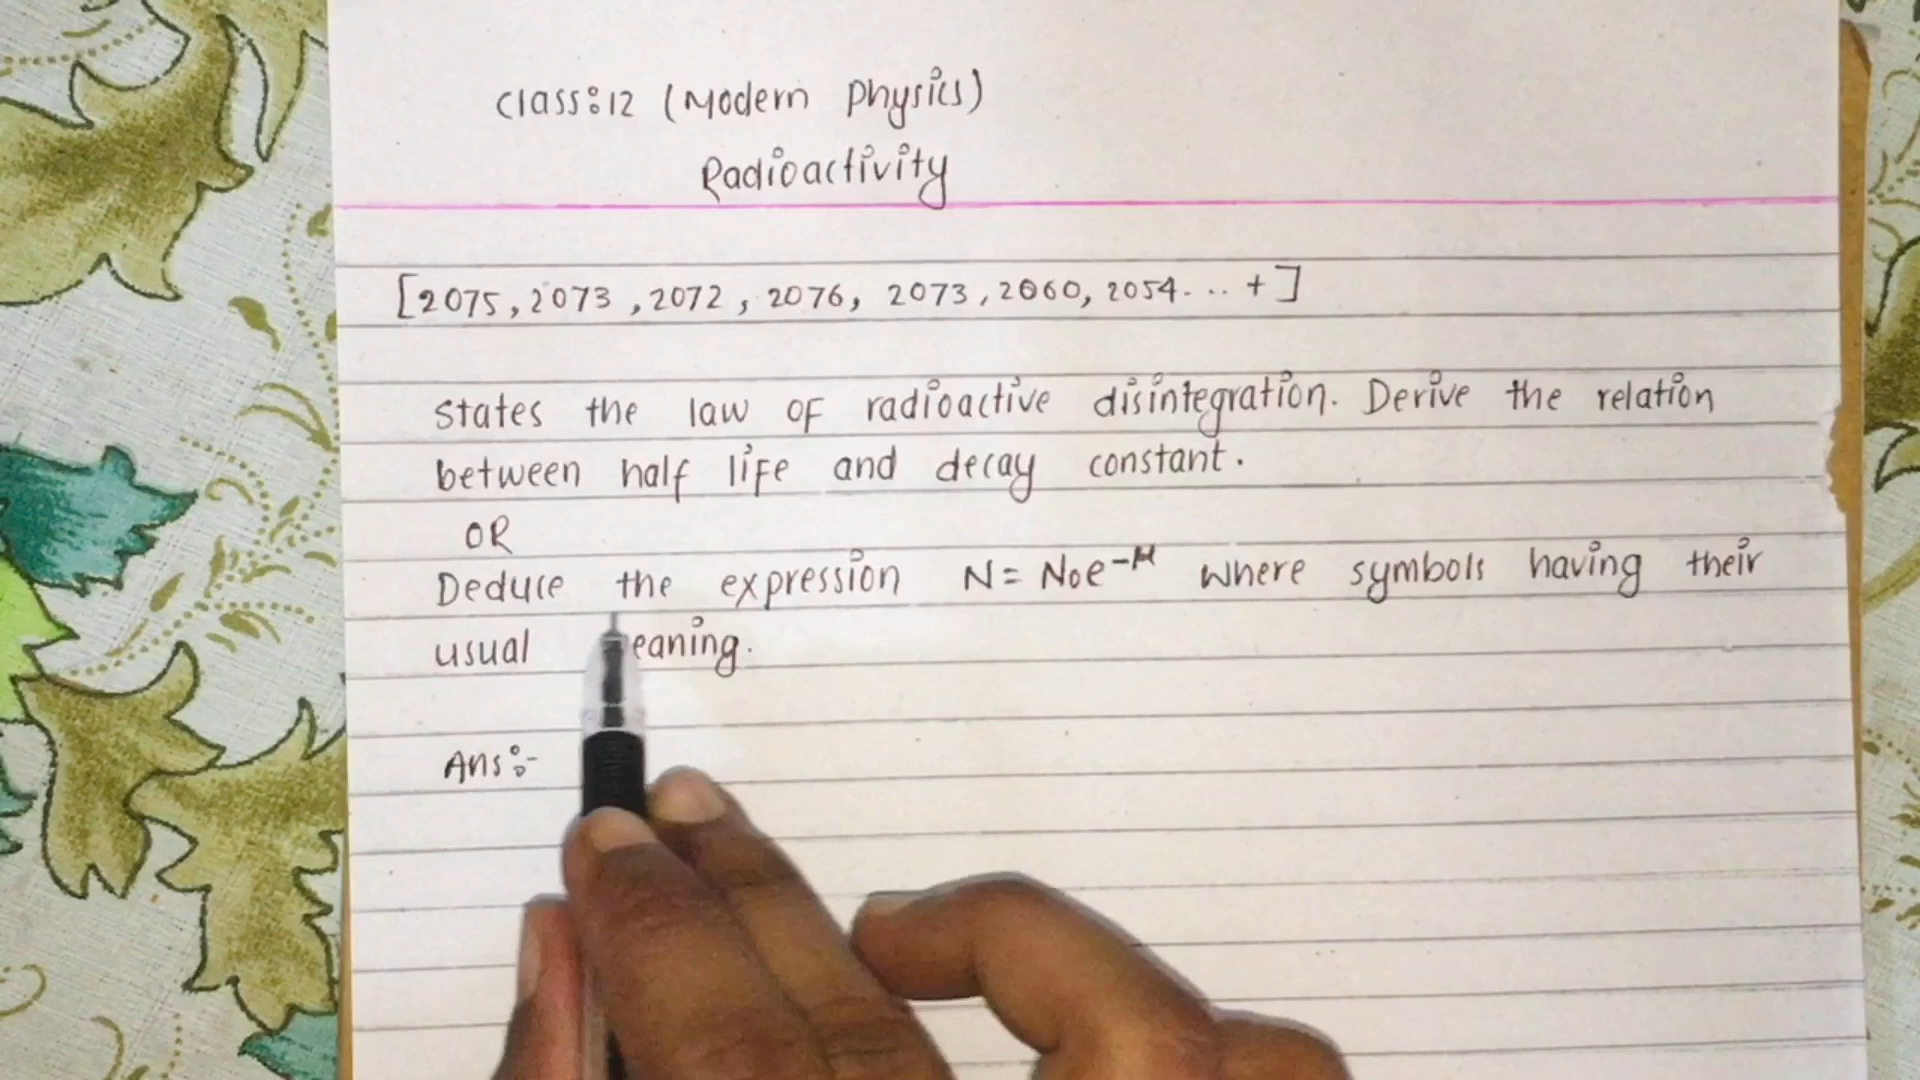 Class:12 (Modern Physics)
Radioactivity
[2075, 2073, 2072, 2076, 2073, 2060, 2054. .. +]
states the law of radioactive disintegration. Derive the relation
between half life and decay constant.
OR
Deduce the expression N = N₀e^-λt where symbols having their
usual eaning.
Ans:-